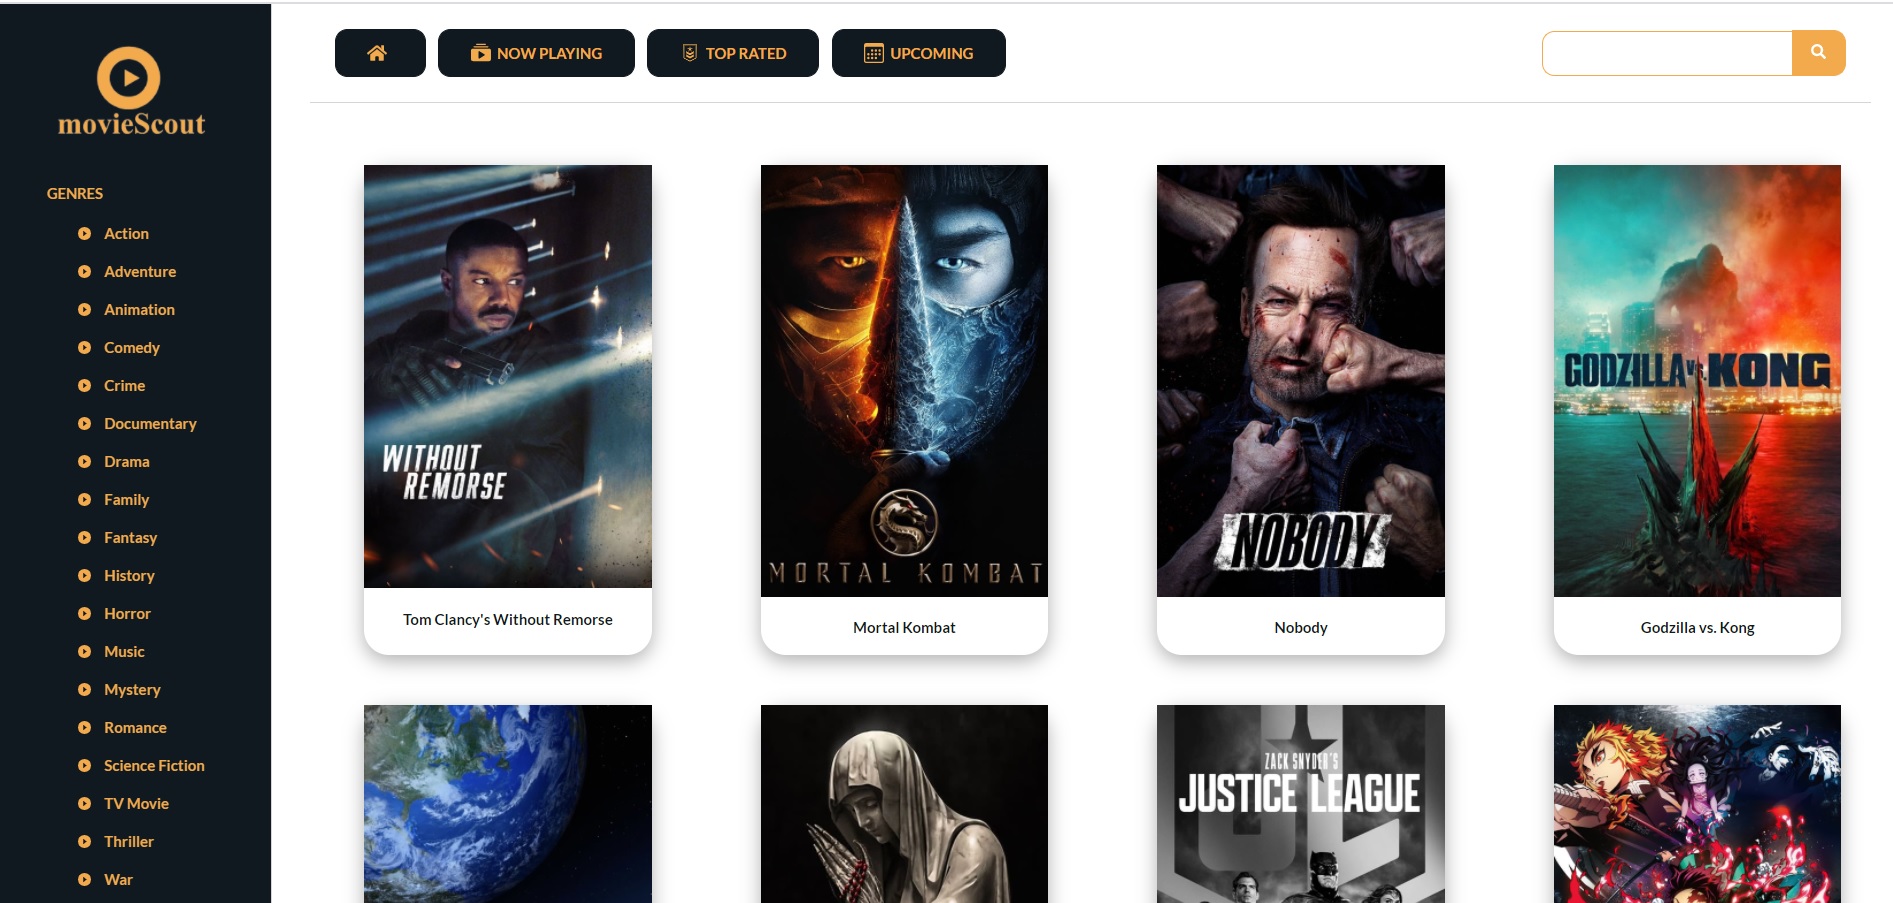 movieScout
NOW PLAYING
TOP RATED
UPCOMING
GENRES
Action
Adventure
Animation
Comedy
Crime
Documentary
Drama
Family
Fantasy
History
Horror
Music
Mystery
Romance
Science Fiction
TV Movie
Thriller
War
WITHOUT
REMORSE
Tom Clancy's Without Remorse
MORTAL KOMBAT
Mortal Kombat
NOBODY
Nobody
GODZILLA VS. KONG
Godzilla vs. Kong
ZACK SNYDER'S
JUSTICE LEAGUE